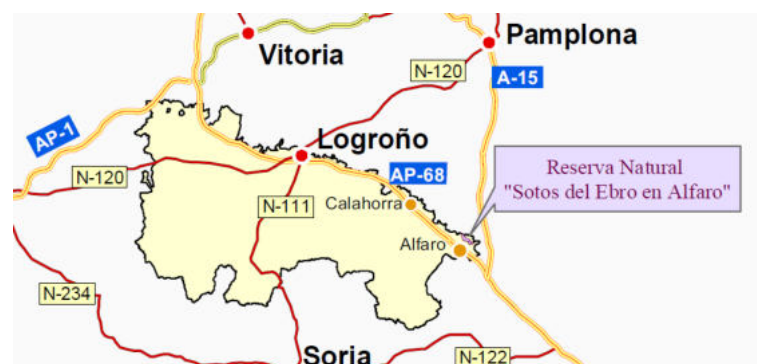 Vitoria
Pamplona
N-120
A-15
AP-1
Logroño
Reserva Natural
"Sotos del Ebro en Alfaro"
AP-68
N-120
N-111
Calahorra
Alfaro
N-234
Soria
N-122